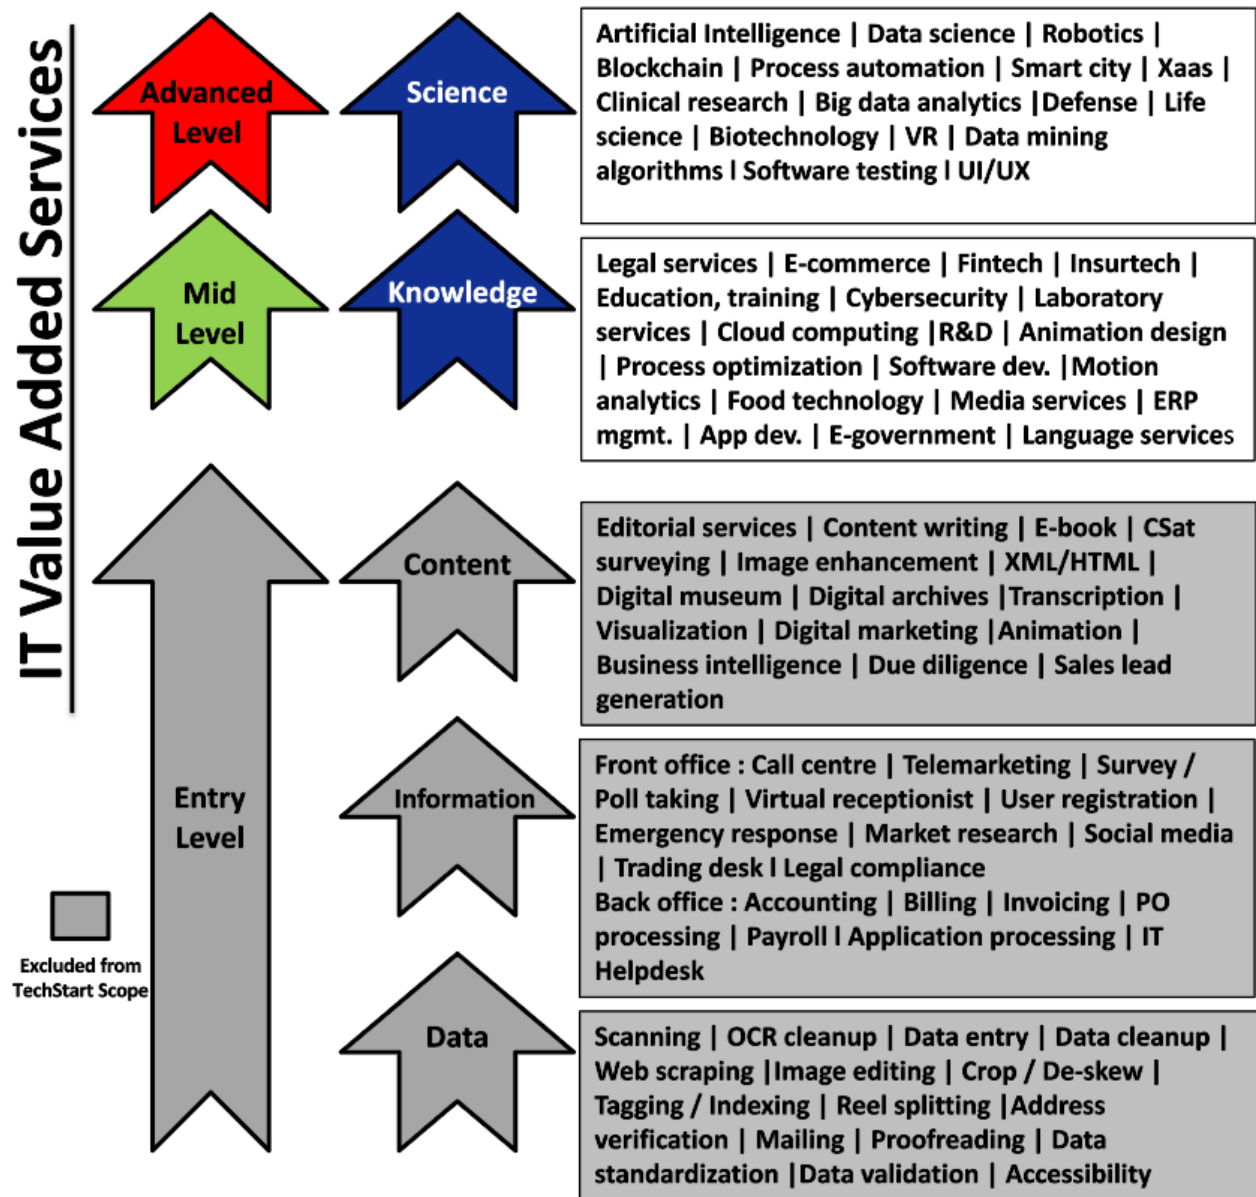 IT Value Added Services
Advanced
Level
Science
Artificial Intelligence | Data science | Robotics |
Blockchain | Process automation | Smart city | Xaas |
Clinical research | Big data analytics |Defense | Life
science | Biotechnology | VR | Data mining
algorithms l Software testing l UI/UX
Mid
Level
Knowledge
Legal services | E-commerce | Fintech | Insurtech |
Education, training | Cybersecurity | Laboratory
services | Cloud computing |R&D | Animation design
| Process optimization | Software dev. |Motion
analytics | Food technology | Media services | ERP
mgmt. | App dev. | E-government | Language services
Entry
Level
Content
Editorial services | Content writing | E-book | CSat
surveying | Image enhancement | XML/HTML |
Digital museum | Digital archives |Transcription |
Visualization | Digital marketing |Animation |
Business intelligence | Due diligence | Sales lead
generation
Information
Front office : Call centre | Telemarketing | Survey /
Poll taking | Virtual receptionist | User registration |
Emergency response | Market research | Social media
| Trading desk l Legal compliance
Back office : Accounting | Billing | Invoicing | PO
processing | Payroll l Application processing | IT
Helpdesk
Data
Scanning | OCR cleanup | Data entry | Data cleanup |
Web scraping |Image editing | Crop / De-skew |
Tagging / Indexing | Reel splitting |Address
verification | Mailing | Proofreading | Data
standardization |Data validation | Accessibility
Excluded from
TechStart Scope